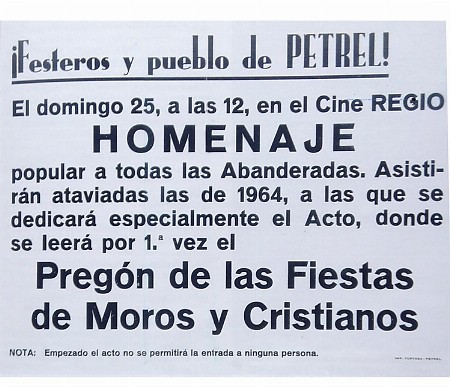 ¡Festeros y pueblo de PETREL!
El domingo 25, a las 12, en el Cine REGIO
HOMENAJE
popular a todas las Abanderadas. Asisti-
rán ataviadas las de 1964, a las que se
dedicará especialmente el Acto, donde
se leerá por 1.ª vez el
Pregón de las Fiestas
de Moros y Cristianos
NOTA: Empezado el acto no se permitirá la entrada a ninguna persona.